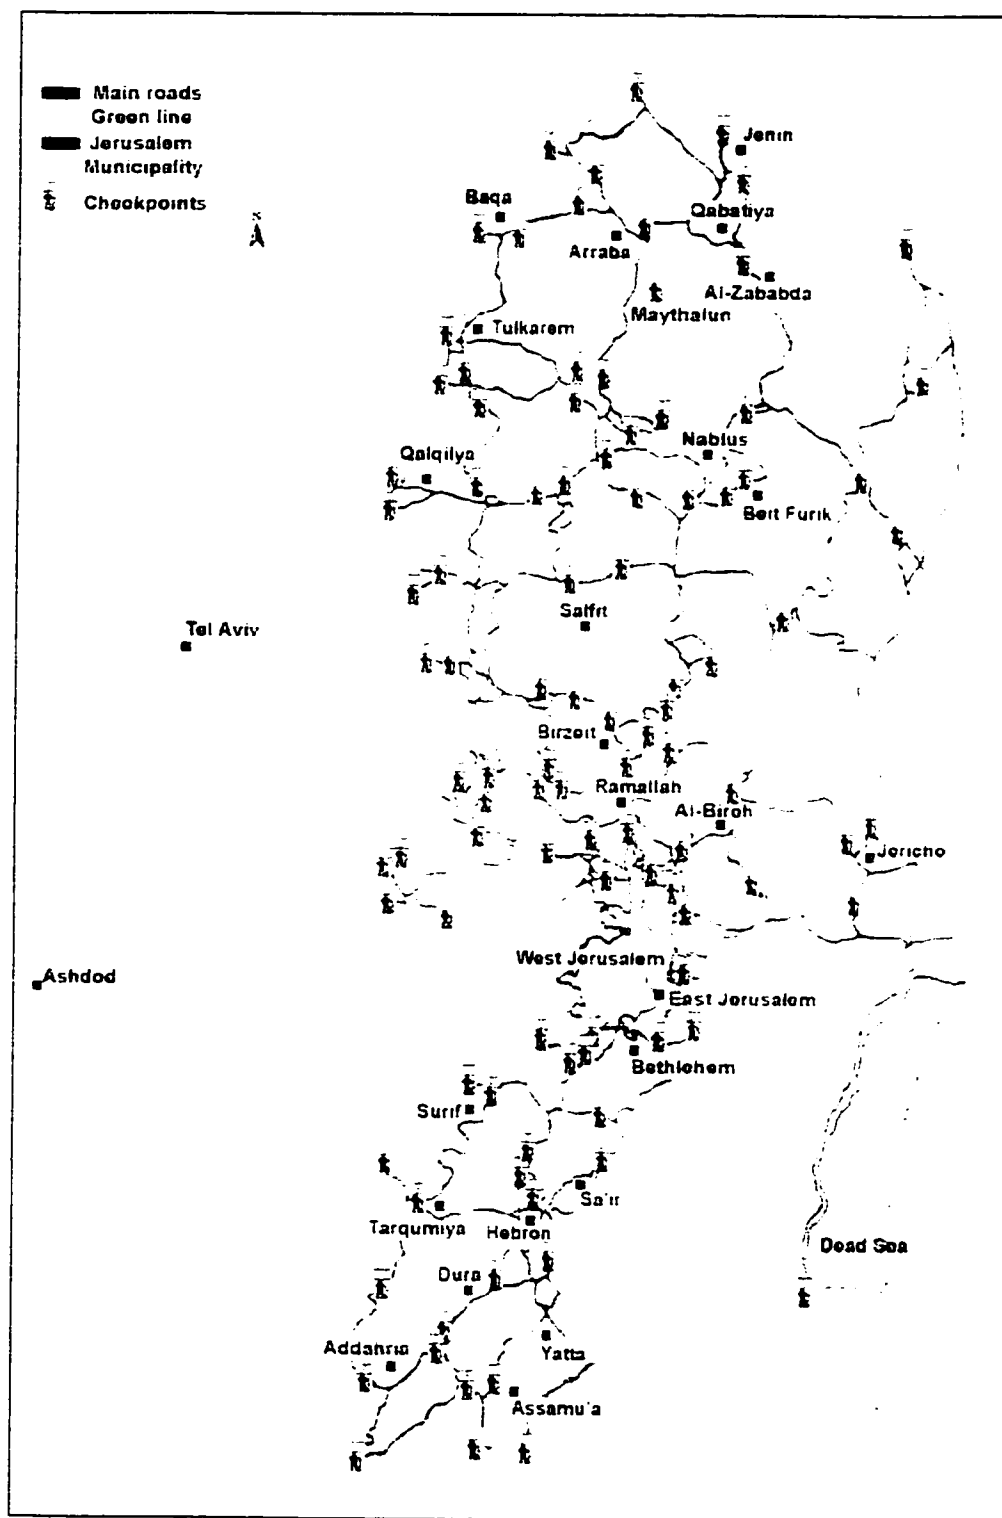 Main roads
Green line
Jerusalem
Municipality
Checkpoints
N
Jenin
Baqa
Qabatiya
Arraba
Al-Zababda
Maythalun
Tulkarem
Nablus
Qalqilya
Beit Furik
Salfit
Tel Aviv
Birzeit
Ramallah
Al-Bireh
Jericho
West Jerusalem
Ashdod
East Jerusalem
Bethlehem
Surif
Sa'ir
Tarqumiya
Hebron
Dead Sea
Dura
Addahria
Yatta
Assamu'a